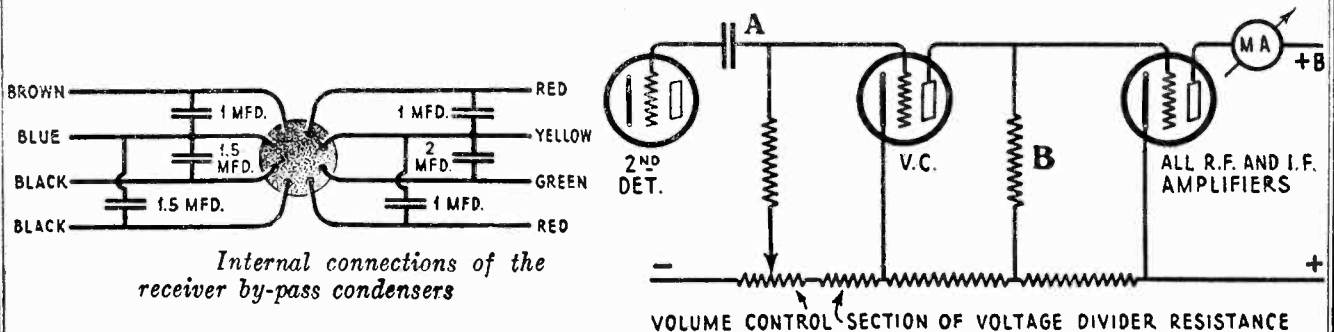 BROWN
BLUE
BLACK
BLACK
1 MFD.
1.5
MFD.
1.5 MFD.
1 MFD.
2
MFD.
1 MFD.
RED
YELLOW
GREEN
RED
Internal connections of the
receiver by-pass condensers
A
2ND
DET.
V.C.
B
MA
+B
ALL R.F. AND I.F.
AMPLIFIERS
−
+
VOLUME CONTROL SECTION OF VOLTAGE DIVIDER RESISTANCE